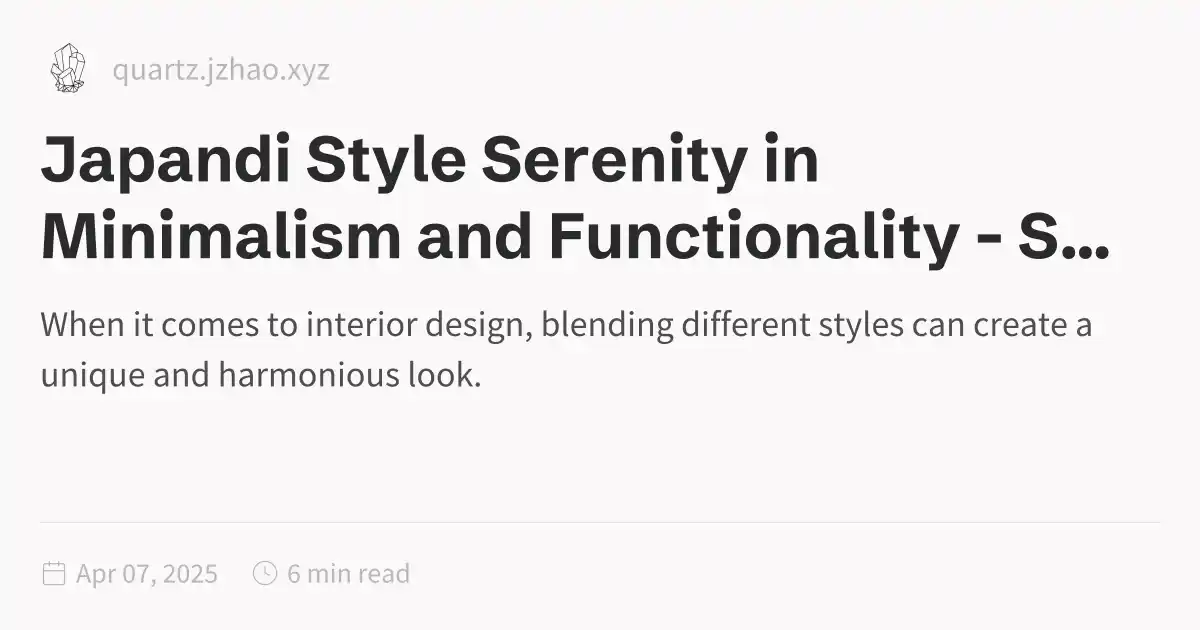 quartz.jzhao.xyz
Japandi Style Serenity in
Minimalism and Functionality - S...
When it comes to interior design, blending different styles can create a
unique and harmonious look.
Apr 07, 2025 6 min read